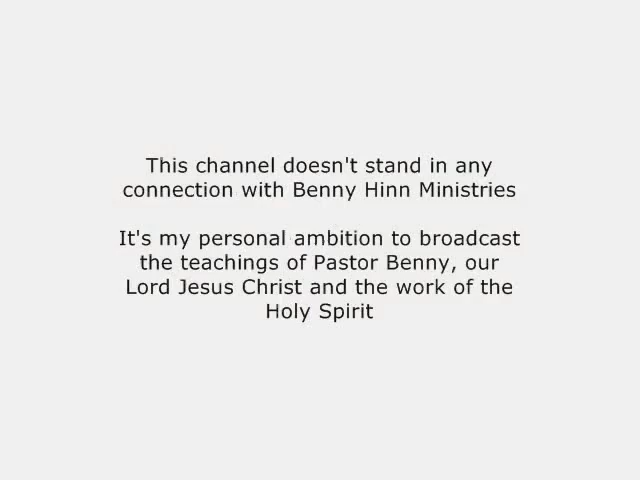 This channel doesn't stand in any
connection with Benny Hinn Ministries
It's my personal ambition to broadcast
the teachings of Pastor Benny, our
Lord Jesus Christ and the work of the
Holy Spirit